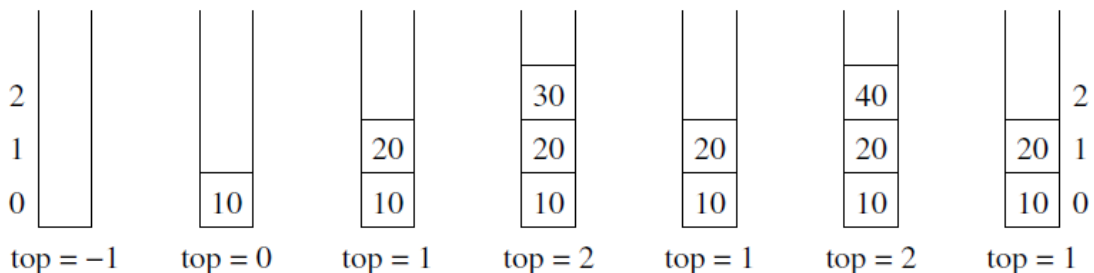 30 40
2 2
20 20 20 20 20
1 1
10 10 10 10 10 10
0 0
top = −1 top = 0 top = 1 top = 2 top = 1 top = 2 top = 1